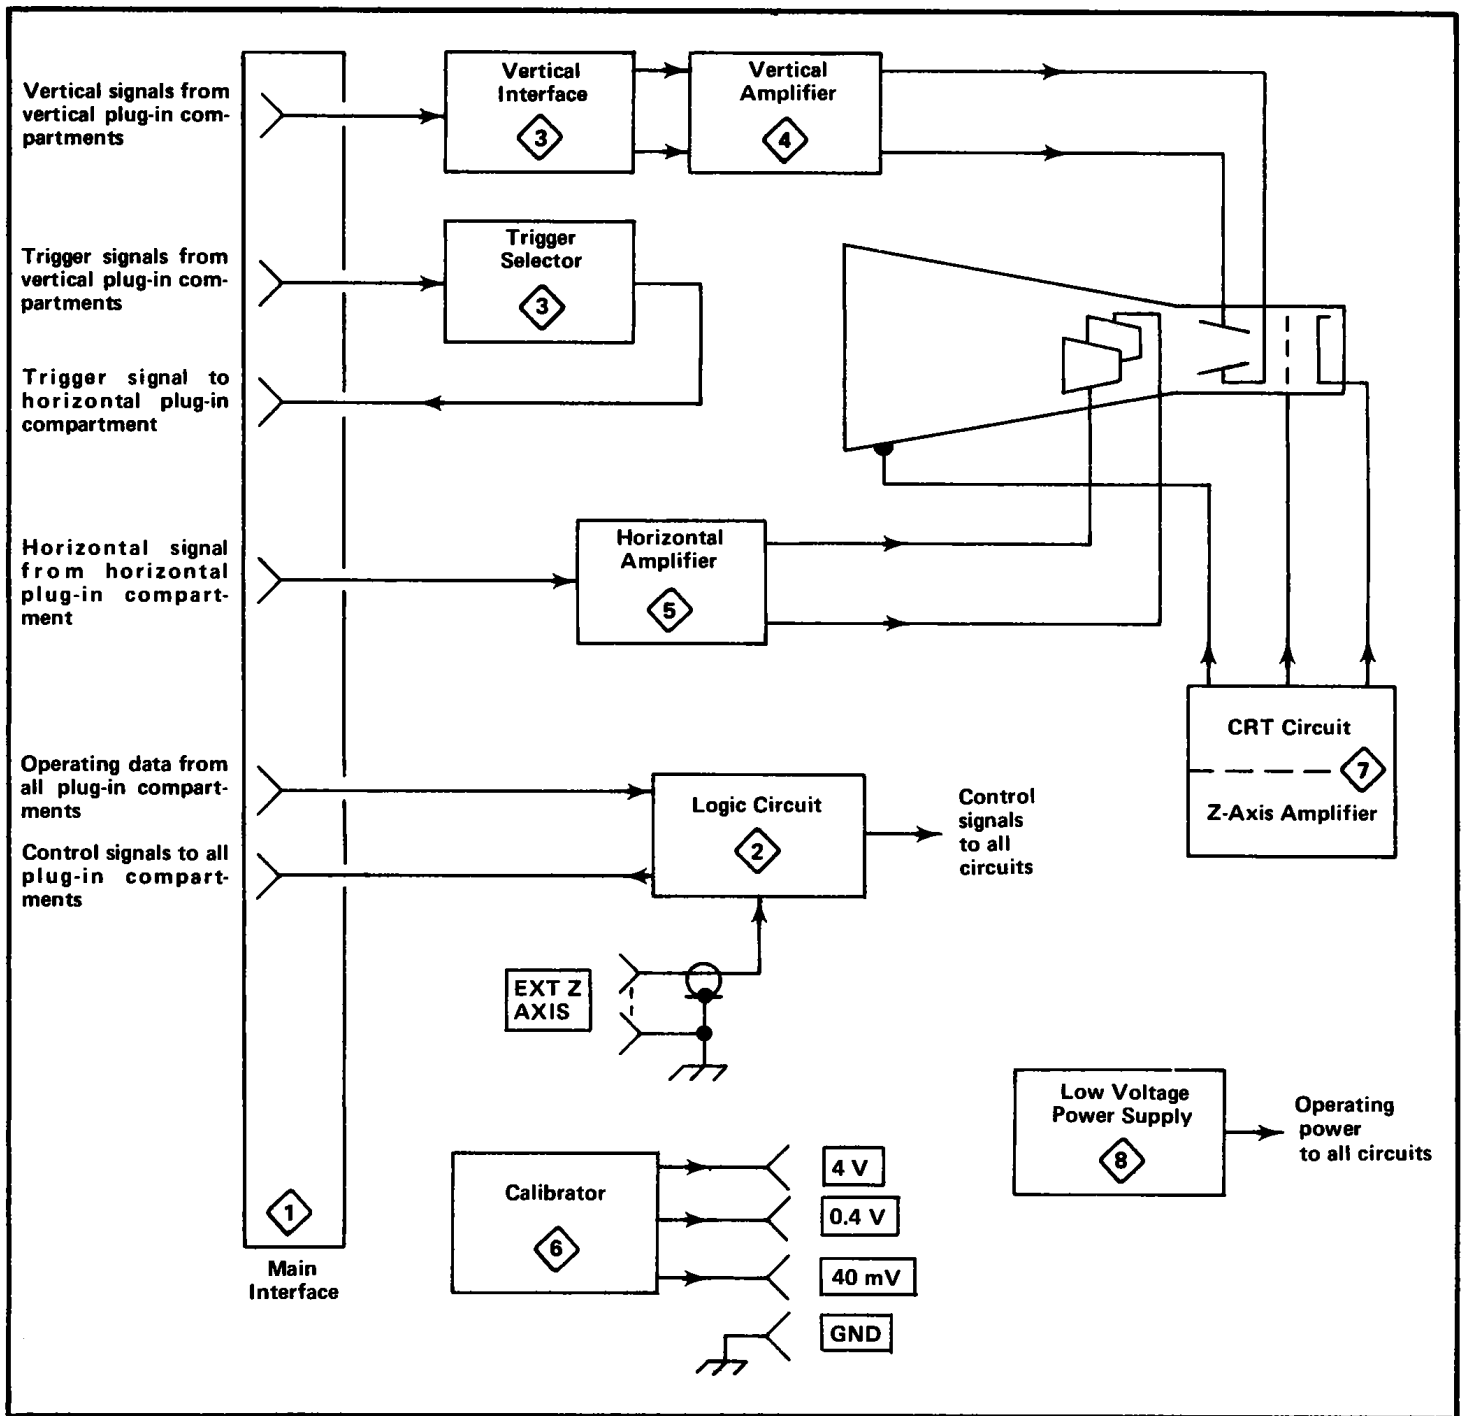 Vertical signals from
vertical plug-in com-
partments
Vertical
Interface
3
Vertical
Amplifier
4
Trigger signals from
vertical plug-in com-
partments
Trigger
Selector
3
Trigger signal to
horizontal plug-in
compartment
Horizontal signal
from horizontal
plug-in compart-
ment
Horizontal
Amplifier
5
CRT Circuit
7
Z-Axis Amplifier
Operating data from
all plug-in compart-
ments
Control signals to all
plug-in compart-
ments
Logic Circuit
2
Control
signals
to all
circuits
EXT Z
AXIS
Low Voltage
Power Supply
8
Operating
power
to all circuits
Calibrator
6
4 V
0.4 V
40 mV
GND
1
Main
Interface